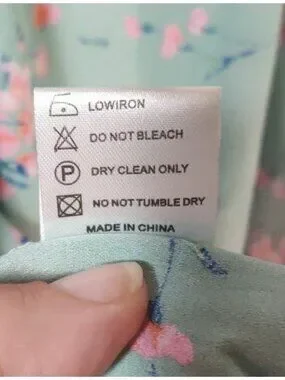 LOWIRON
DO NOT BLEACH
P DRY CLEAN ONLY
NO NOT TUMBLE DRY
MADE IN CHINA